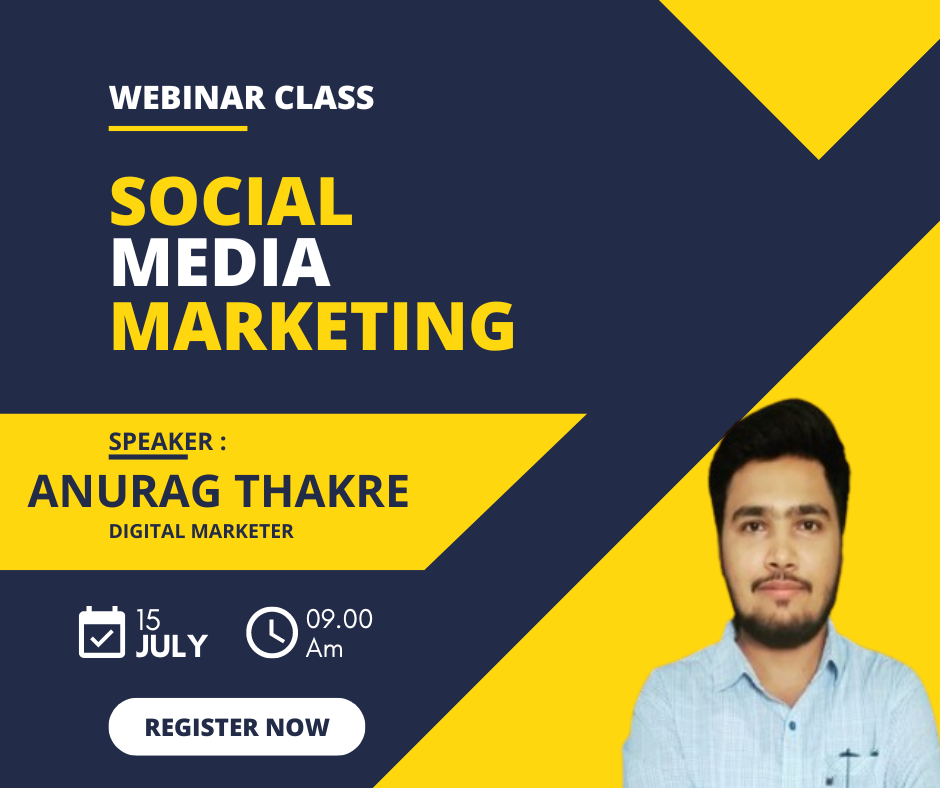 WEBINAR CLASS
SOCIAL
MEDIA
MARKETING
SPEAKER :
ANURAG THAKRE
DIGITAL MARKETER
15
JULY
09.00
Am
REGISTER NOW